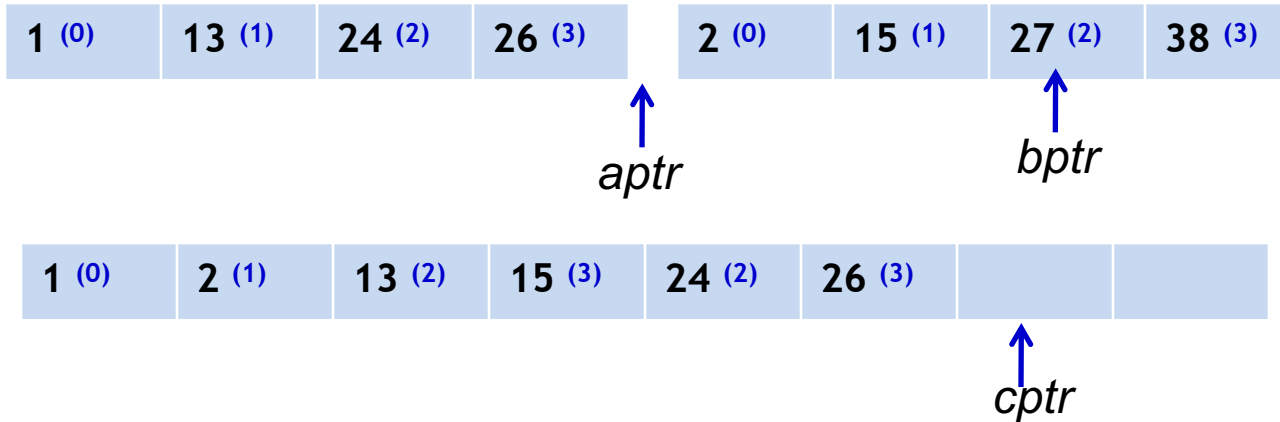 1 (0) 13 (1) 24 (2) 26 (3) 2 (0) 15 (1) 27 (2) 38 (3)
aptr bptr
1 (0) 2 (1) 13 (2) 15 (3) 24 (2) 26 (3)
cptr